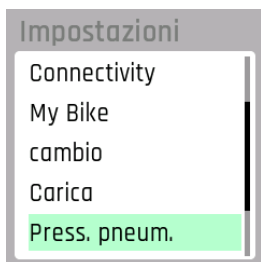 Impostazioni
Connectivity
My Bike
cambio
Carica
Press. pneum.